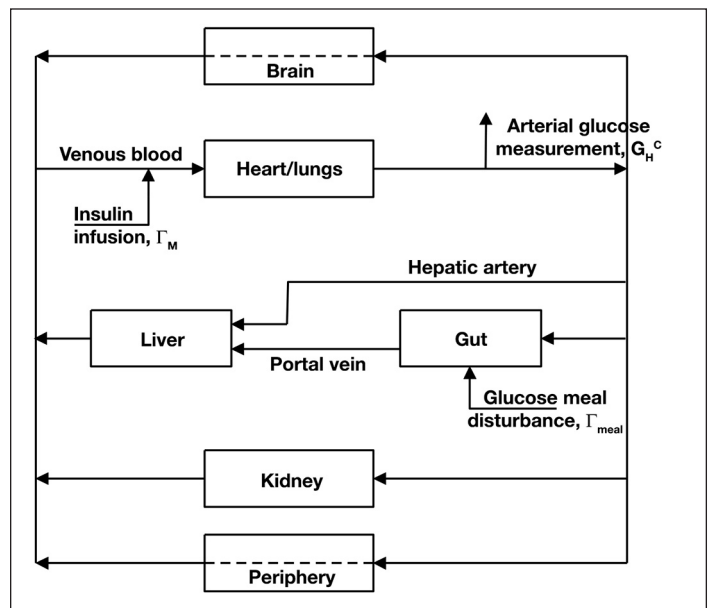 Brain
Venous blood
Heart/lungs
Arterial glucose
measurement, G_H^C
Insulin
infusion, Γ_M
Hepatic artery
Liver
Gut
Portal vein
Glucose meal
disturbance, Γ_meal
Kidney
Periphery